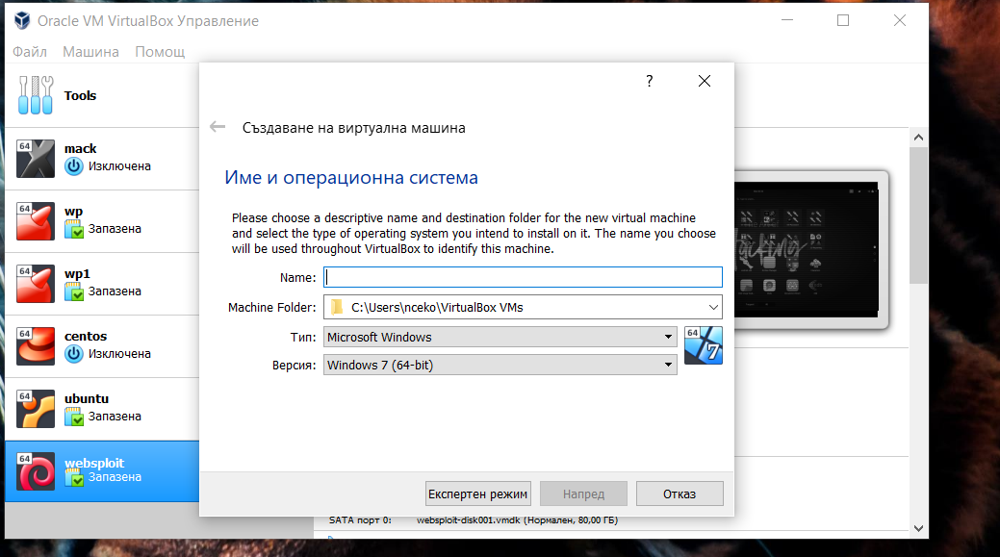 Oracle VM VirtualBox Управление
Файл Машина Помощ
Tools
64
mack
Изключена
64
wp
Запазена
64
wp1
Запазена
64
centos
Изключена
64
ubuntu
Запазена
64
websploit
Запазена
?
Създаване на виртуална машина
Име и операционна система
Please choose a descriptive name and destination folder for the new virtual machine
and select the type of operating system you intend to install on it. The name you choose
will be used throughout VirtualBox to identify this machine.
Name:
Machine Folder: C:\Users\nceko\VirtualBox VMs
Тип: Microsoft Windows
64
7
Версия: Windows 7 (64-bit)
Експертен режим Напред Отказ
SATA порт 0: websploit-disk001.vmdk (Нормален, 80,00 ГБ)